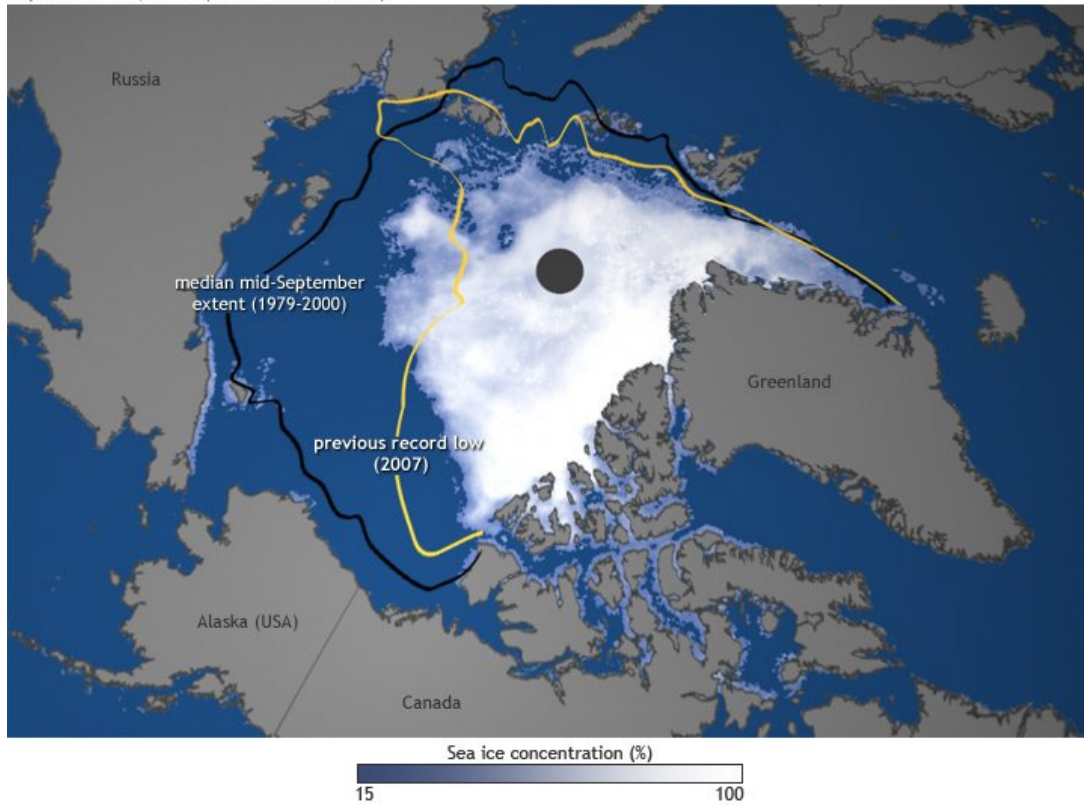 Russia
median mid-September
extent (1979-2000)
Greenland
previous record low
(2007)
Alaska (USA)
Canada
Sea ice concentration (%)
15
100